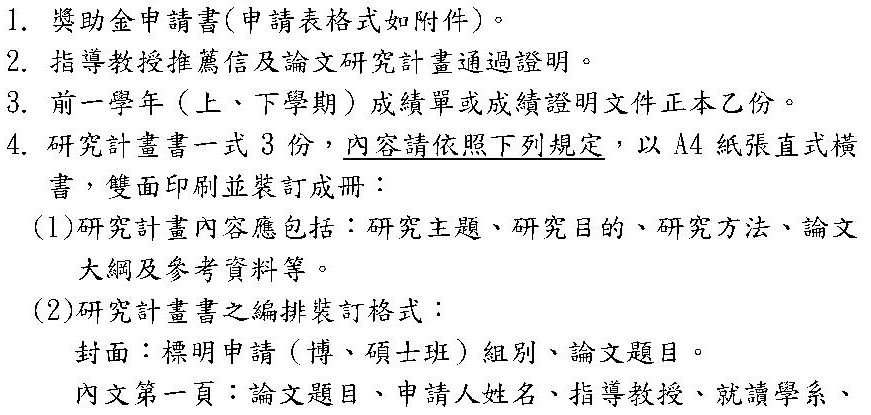 1. 獎助金申請書(申請表格式如附件)。
2. 指導教授推薦信及論文研究計畫通過證明。
3. 前一學年（上、下學期）成績單或成績證明文件正本乙份。
4. 研究計畫書一式 3 份，內容請依照下列規定，以 A4 紙張直式橫
書，雙面印刷並裝訂成冊：
(1)研究計畫內容應包括：研究主題、研究目的、研究方法、論文
大綱及參考資料等。
(2)研究計畫書之編排裝訂格式：
封面：標明申請（博、碩士班）組別、論文題目。
內文第一頁：論文題目、申請人姓名、指導教授、就讀學系、